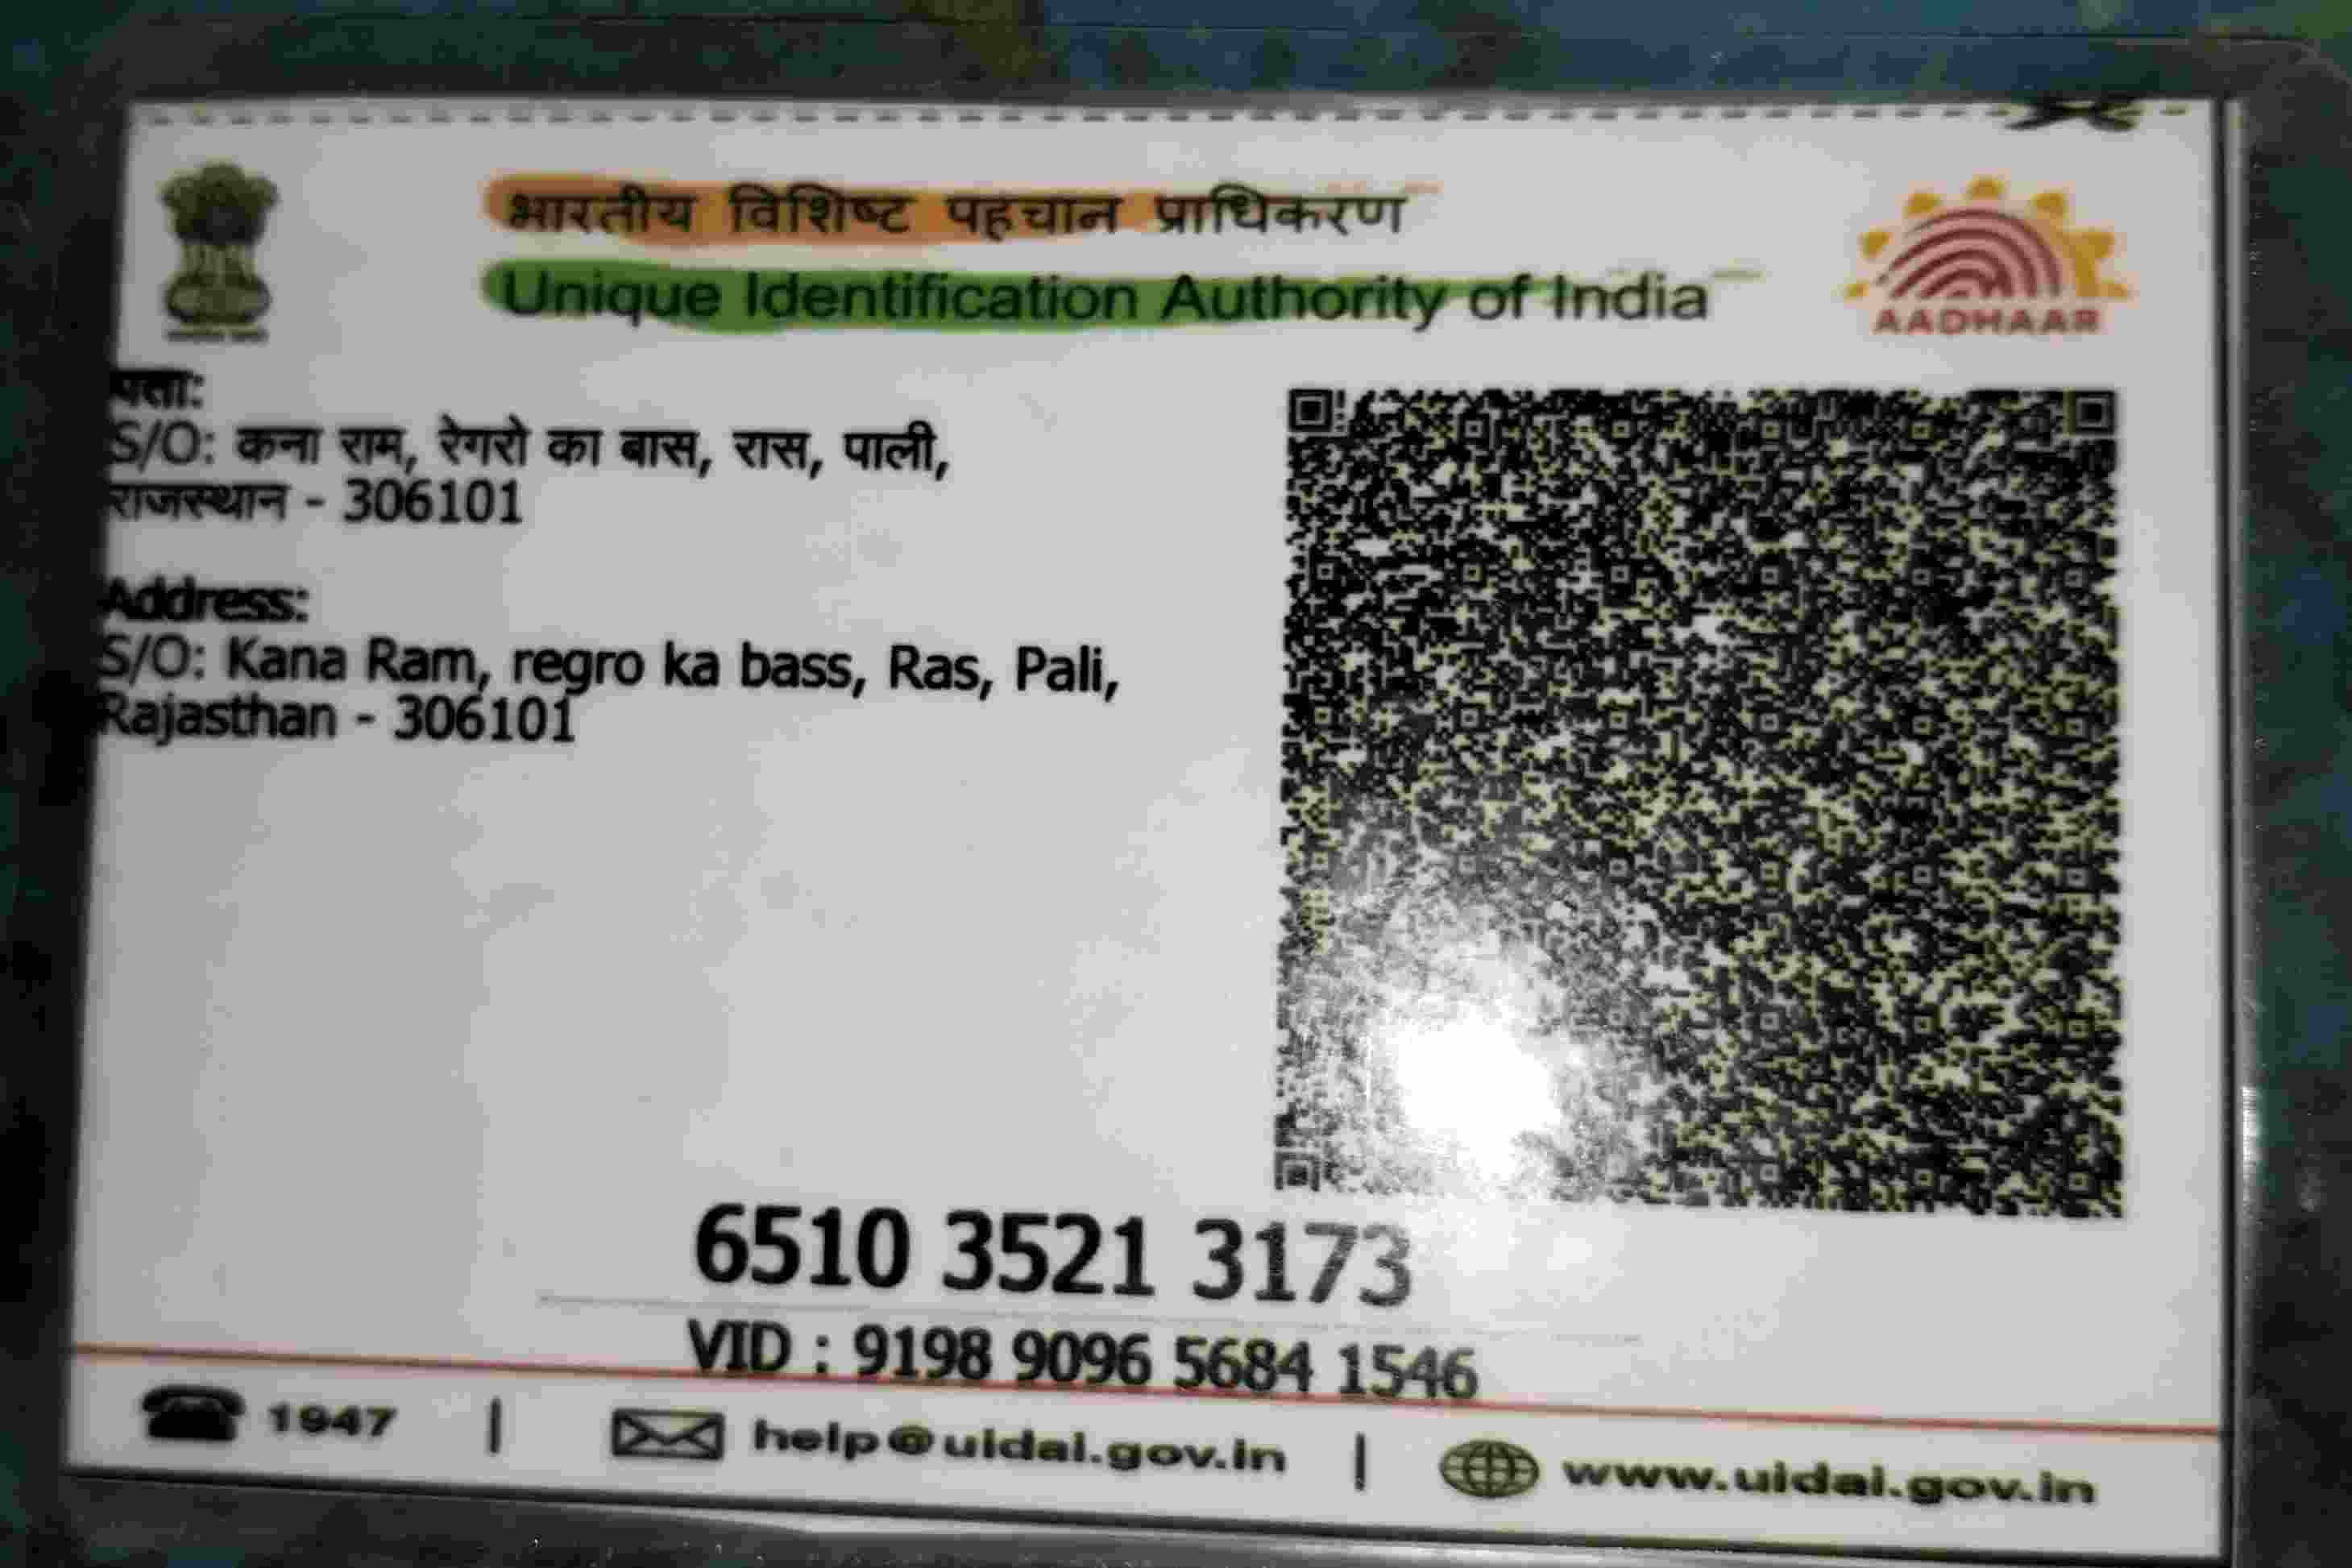 भारतीय विशिष्ट पहचान प्राधिकरण
Unique Identification Authority of India
AADHAAR
पता:
S/O: कना राम, रेगरो का बास, रास, पाली,
राजस्थान - 306101
Address:
S/O: Kana Ram, regro ka bass, Ras, Pali,
Rajasthan - 306101
6510 3521 3173
VID : 9198 9096 5684 1546
1947 | help@uidai.gov.in | www.uidai.gov.in